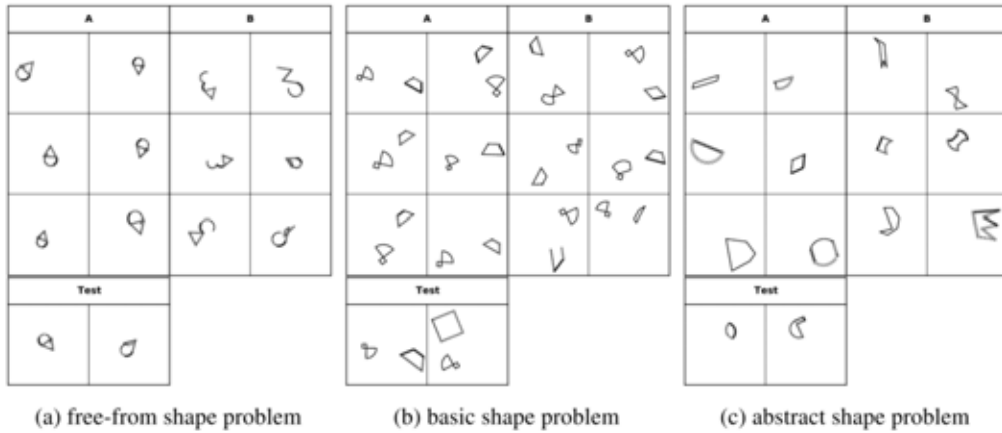 A B A B A B
Test Test Test
(a) free-from shape problem (b) basic shape problem (c) abstract shape problem